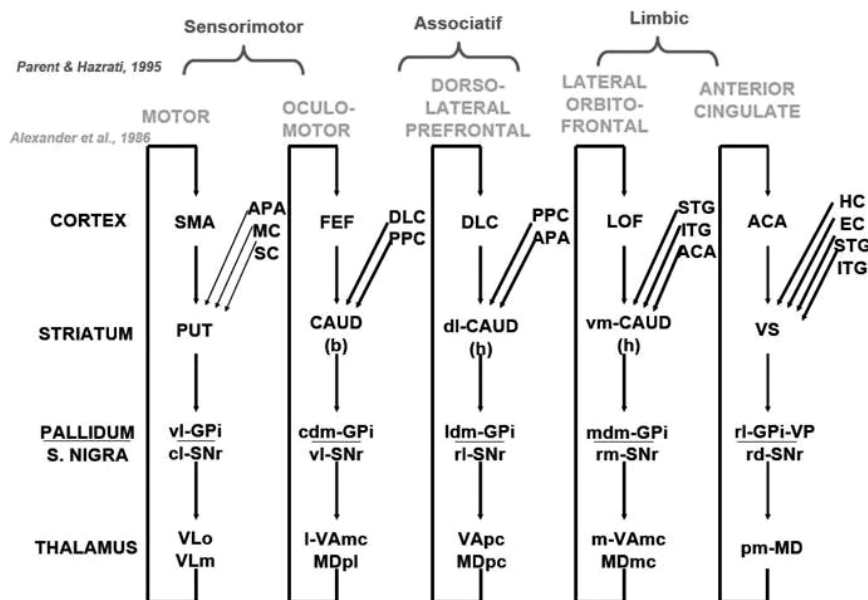 Sensorimotor
Associatif
Limbic
Parent & Hazrati, 1995
MOTOR
OCULO-
MOTOR
DORSO-
LATERAL
PREFRONTAL
LATERAL
ORBITO-
FRONTAL
ANTERIOR
CINGULATE
Alexander et al., 1986
CORTEX
SMA
APA
MC
SC
FEF
DLC
PPC
DLC
PPC
APA
LOF
STG
ITG
ACA
ACA
HC
EC
STG
ITG
STRIATUM
PUT
CAUD
(b)
dl-CAUD
(h)
vm-CAUD
(h)
VS
PALLIDUM
S. NIGRA
vl-GPi
cl-SNr
cdm-GPi
vl-SNr
ldm-GPi
rl-SNr
mdm-GPi
rm-SNr
rl-GPi-VP
rd-SNr
THALAMUS
VLo
VLm
l-VAmc
MDpl
VApc
MDpc
m-VAmc
MDmc
pm-MD